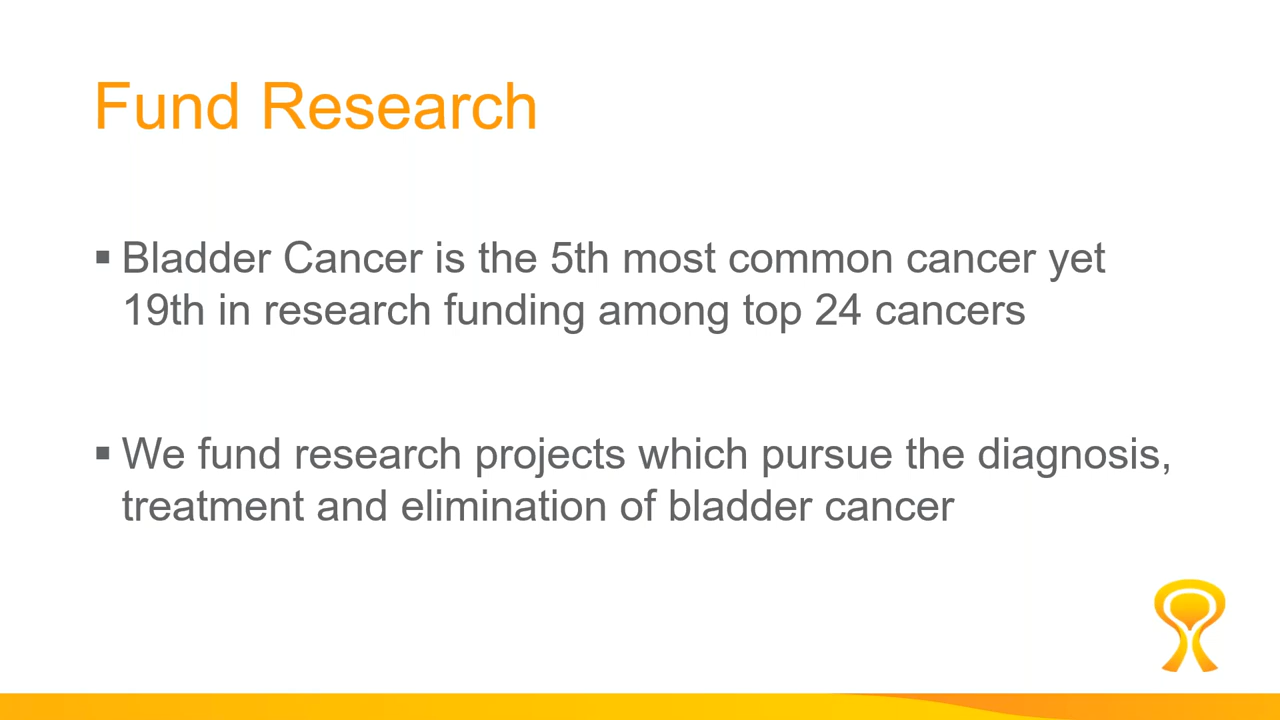 Fund Research
▪ Bladder Cancer is the 5th most common cancer yet
19th in research funding among top 24 cancers
▪ We fund research projects which pursue the diagnosis,
treatment and elimination of bladder cancer